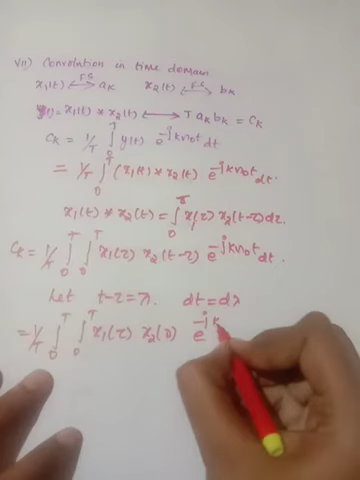 vii) Convolution in time domain
x₁(t) <--F.S--> aₖ    x₂(t) <--F.S--> bₖ
y(t) = x₁(t) * x₂(t) <--> T aₖ bₖ = Cₖ
Cₖ = 1/T ∫₀ᵀ y(t) e^{-jkω₀t} dt
= 1/T ∫₀ᵀ (x₁(t) * x₂(t)) e^{-jkω₀t} dt.
x₁(t) * x₂(t) = ∫₀ᵀ x₁(τ) x₂(t-τ) dτ.
Cₖ = 1/T ∫₀ᵀ ∫₀ᵀ x₁(τ) x₂(t-τ) e^{-jkω₀t} dt.
Let t-τ = λ. dt = dλ
= 1/T ∫₀ᵀ ∫₀ᵀ x₁(τ) x₂(λ) e^{-jk